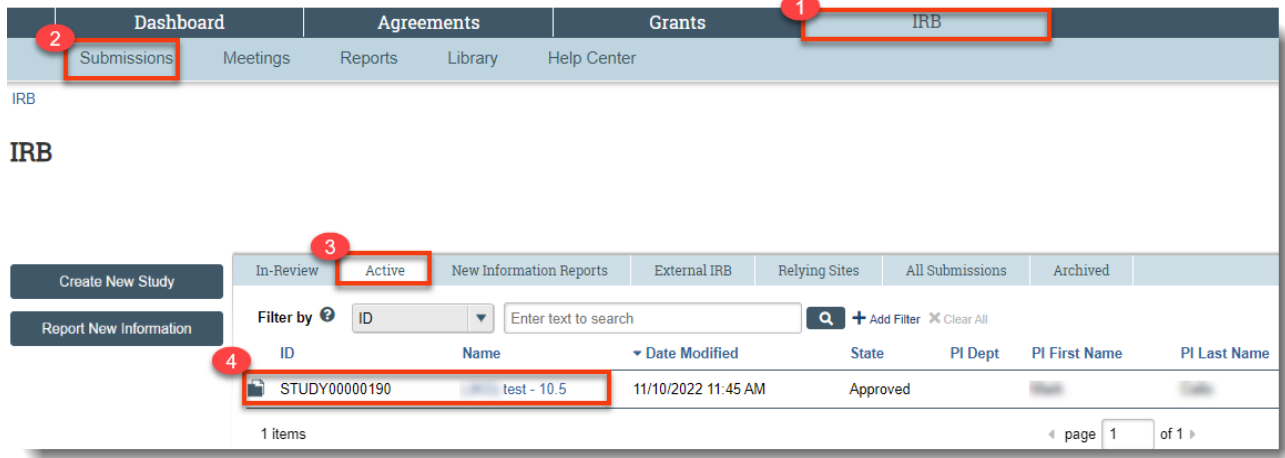 1
Dashboard Agreements Grants IRB
2
Submissions Meetings Reports Library Help Center
IRB
IRB
3
In-Review Active New Information Reports External IRB Relying Sites All Submissions Archived
Create New Study
Filter by ? ID Enter text to search + Add Filter X Clear All
Report New Information
ID Name Date Modified State PI Dept PI First Name PI Last Name
4
STUDY00000190 test - 10.5 11/10/2022 11:45 AM Approved
1 items page 1 of 1